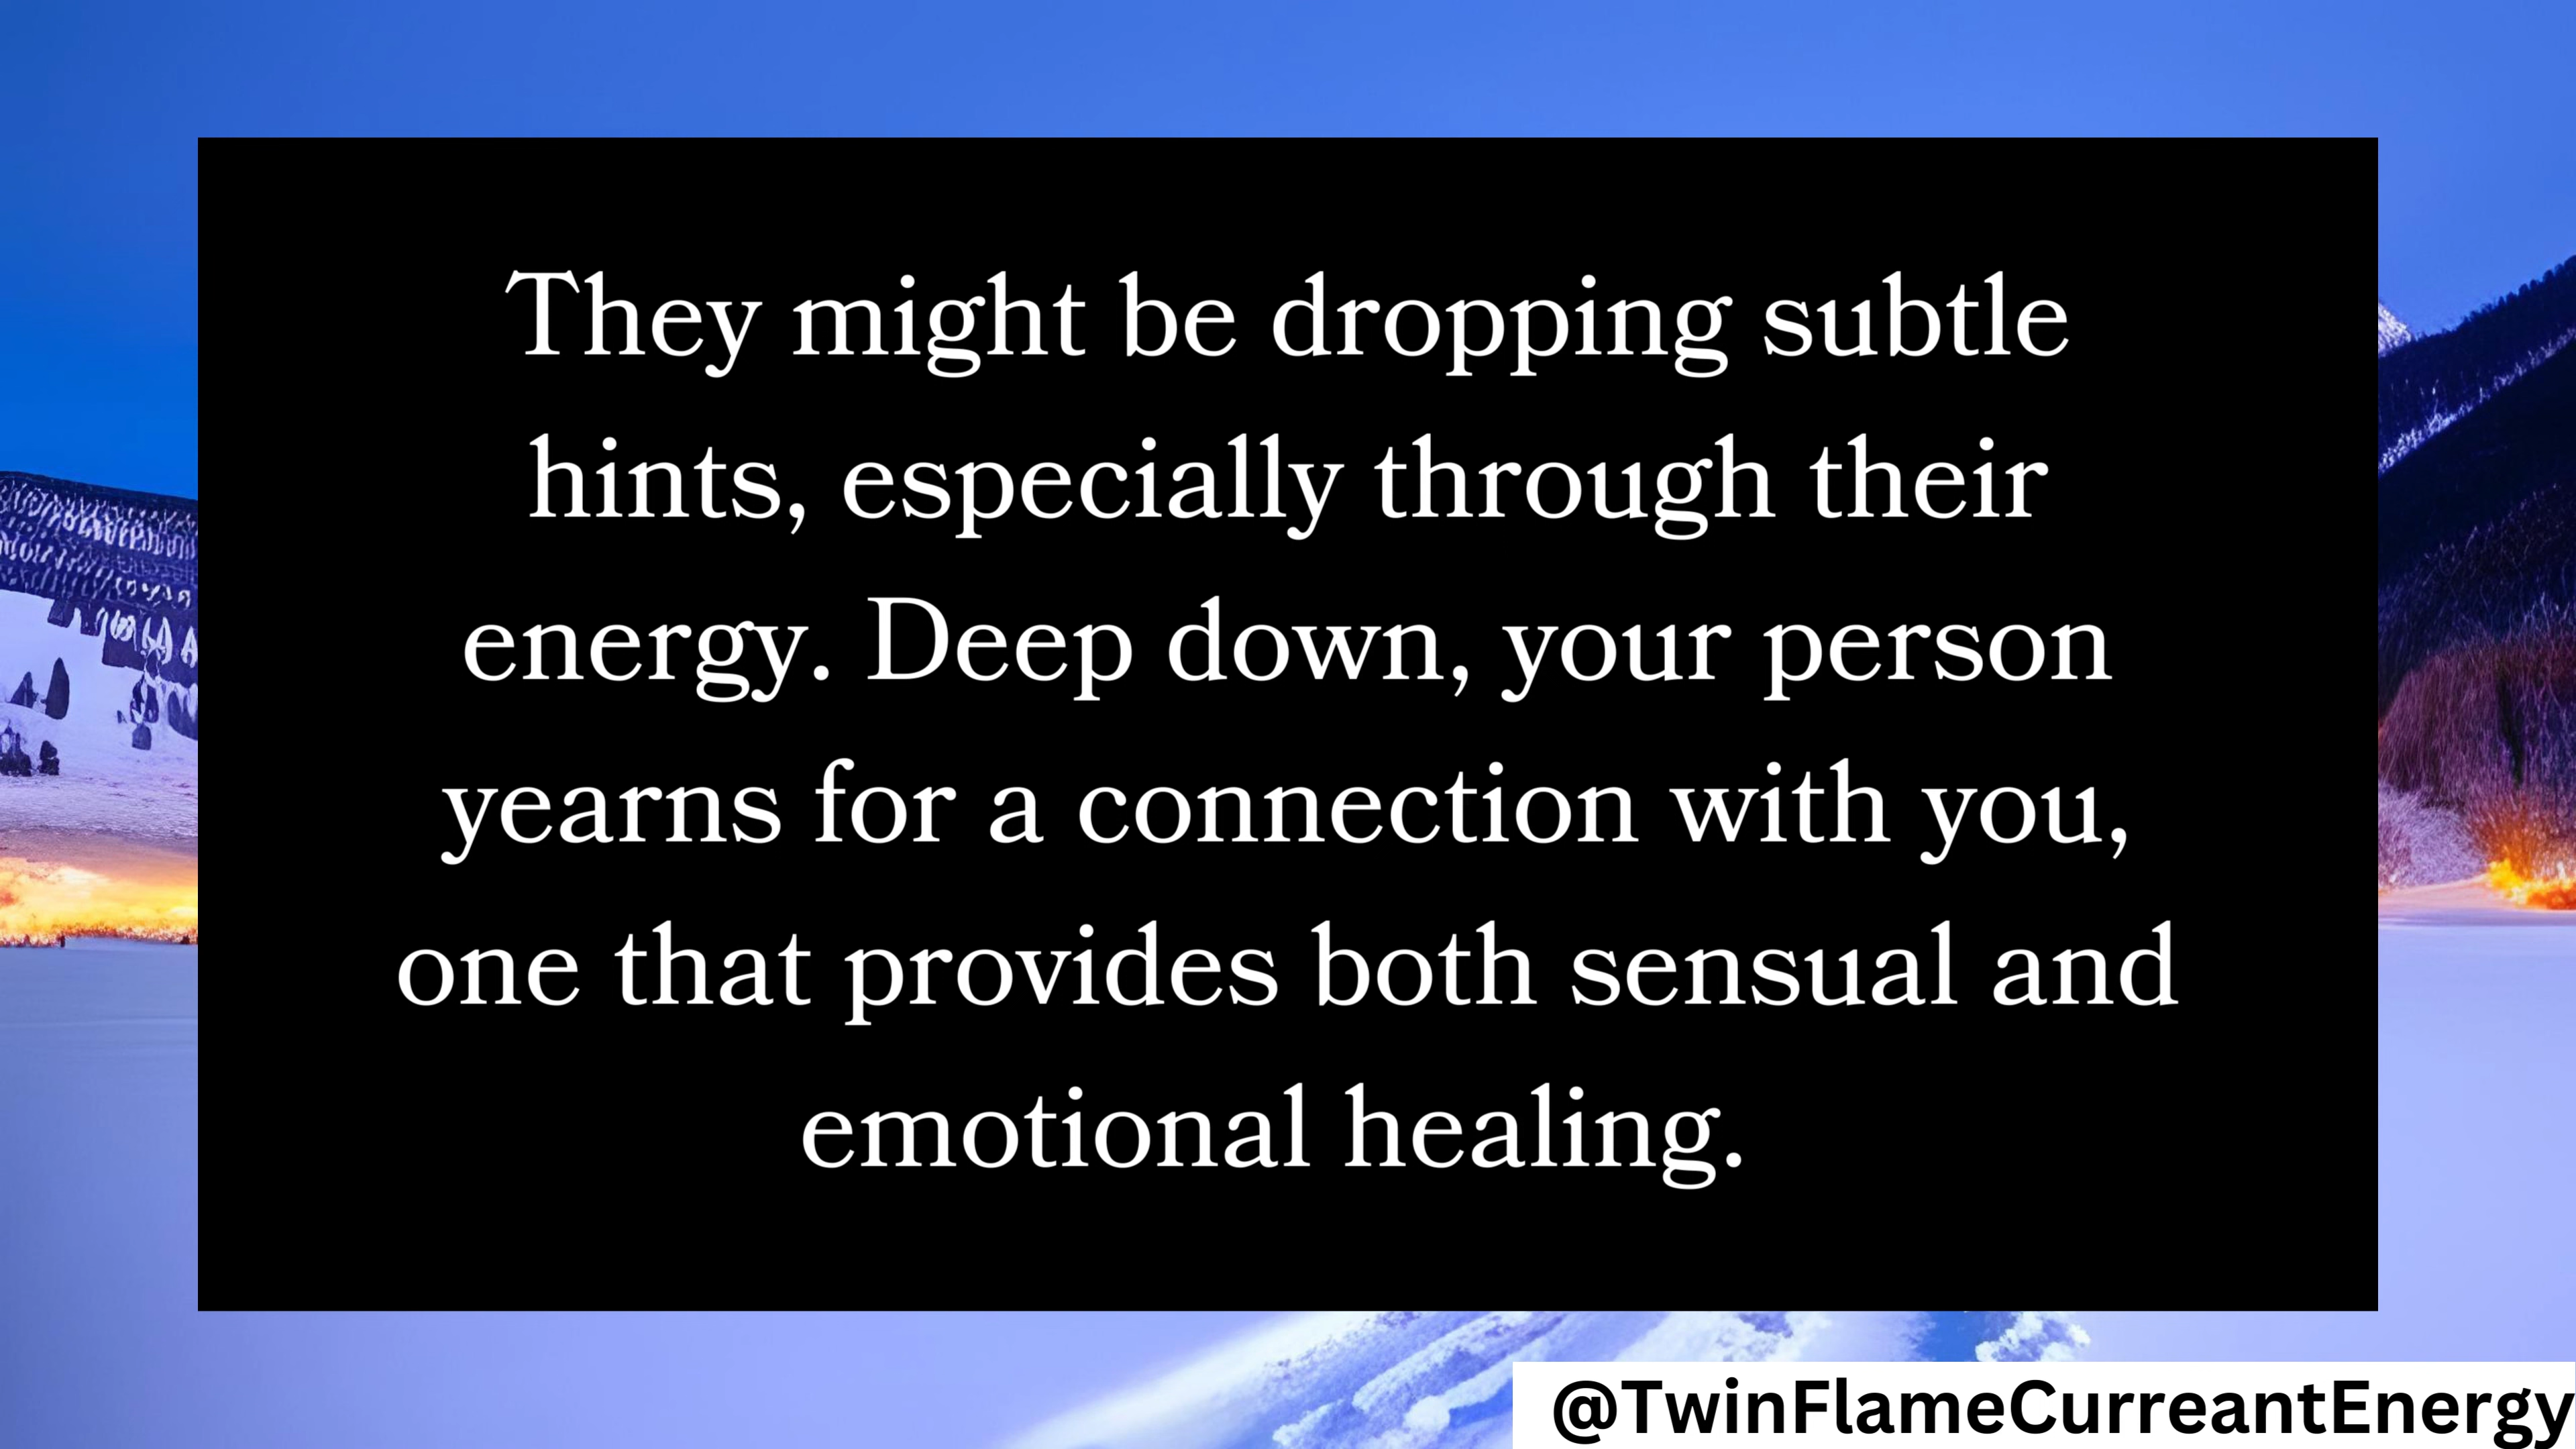 They might be dropping subtle
hints, especially through their
energy. Deep down, your person
yearns for a connection with you,
one that provides both sensual and
emotional healing.
@TwinFlameCurreantEnergy